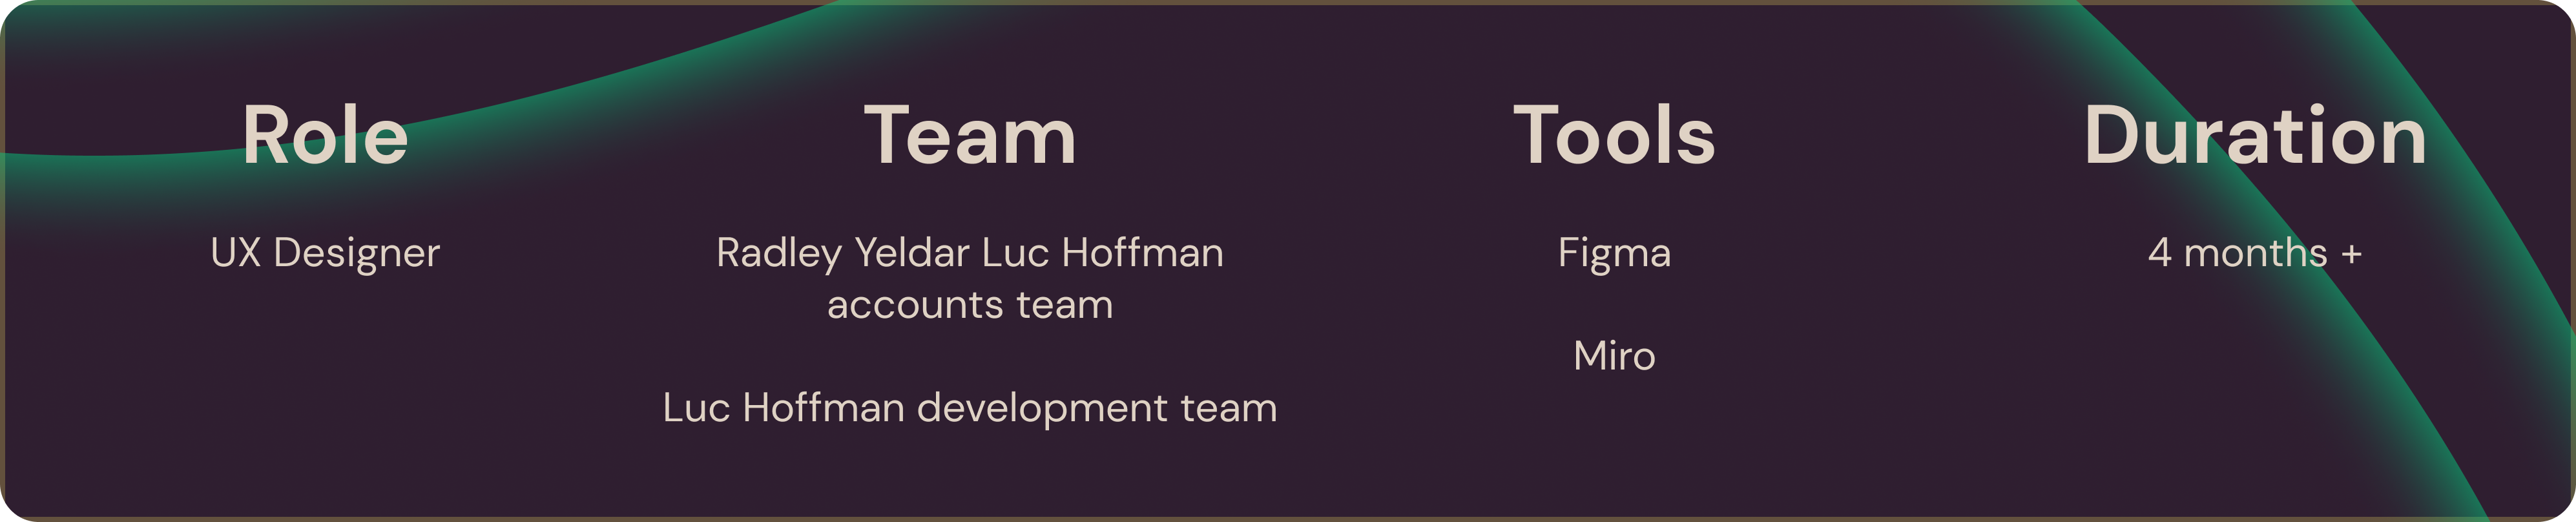 Role
UX Designer
Team
Radley Yeldar Luc Hoffman
accounts team
Luc Hoffman development team
Tools
Figma
Miro
Duration
4 months +